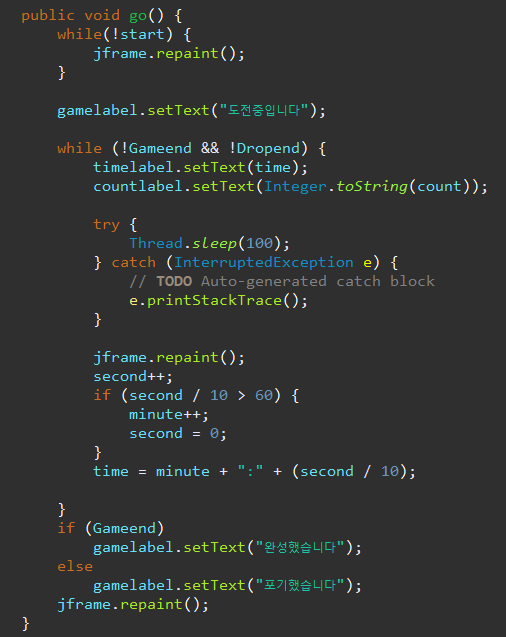 public void go() {
while(!start) {
jframe.repaint();
}
gamelabel.setText("도전중입니다");
while (!Gameend && !Dropend) {
timelabel.setText(time);
countlabel.setText(Integer.toString(count));
try {
Thread.sleep(100);
} catch (InterruptedException e) {
// TODO Auto-generated catch block
e.printStackTrace();
}
jframe.repaint();
second++;
if (second / 10 > 60) {
minute++;
second = 0;
}
time = minute + ":" + (second / 10);
}
if (Gameend)
gamelabel.setText("완성했습니다");
else
gamelabel.setText("포기했습니다");
jframe.repaint();
}